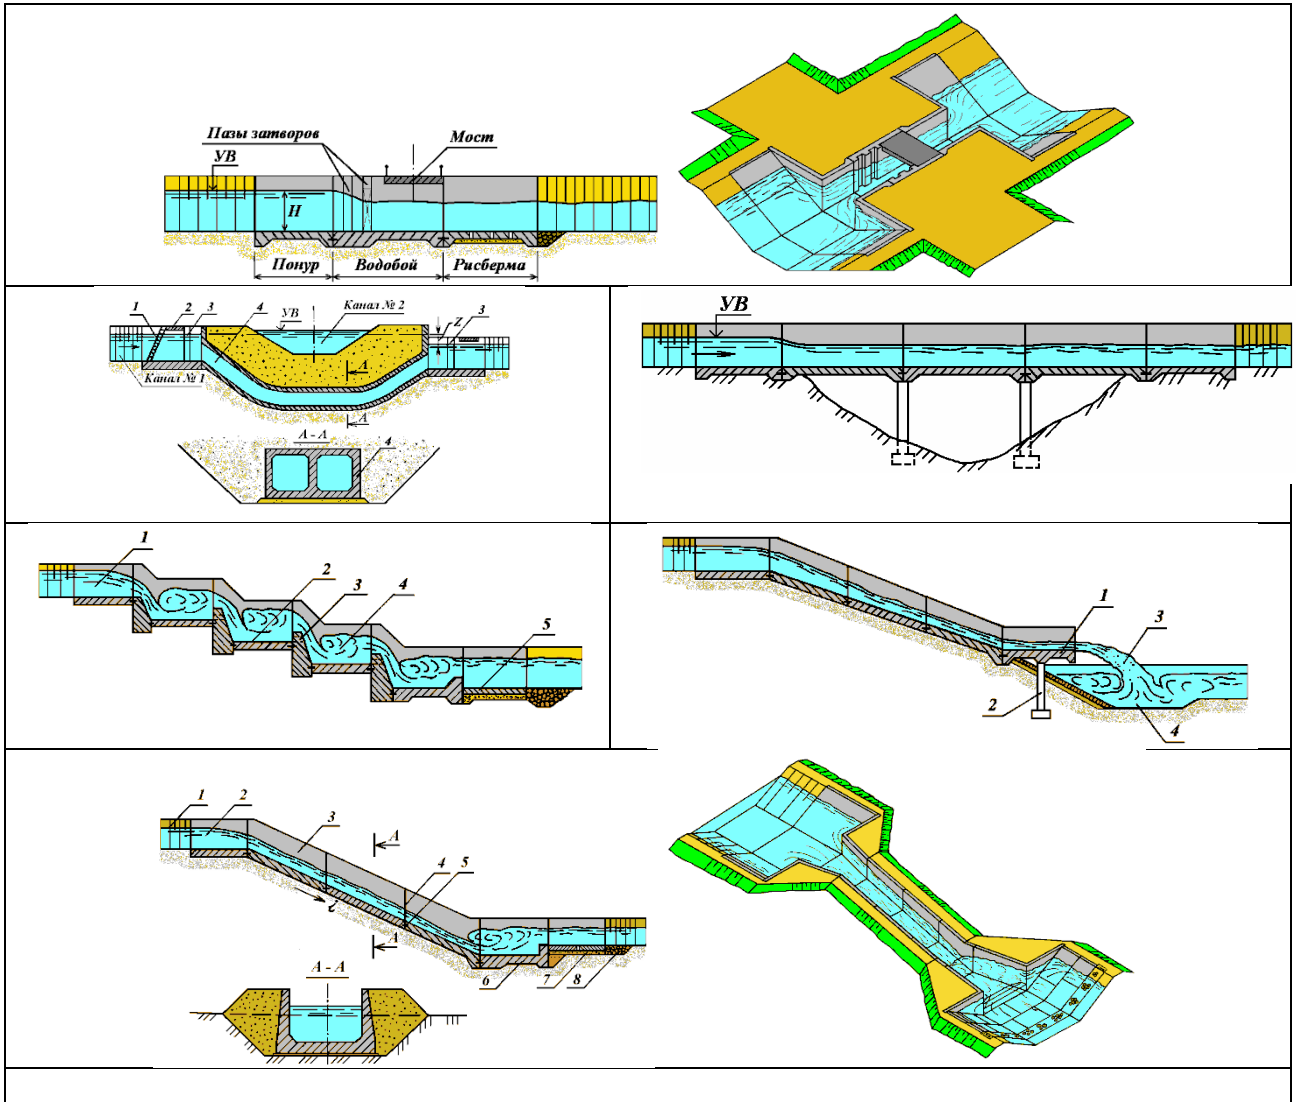 Пазы затворов
Мост
УВ
Н
Понур
Водобой
Рисберма
1
2
3
4
УВ
Канал № 2
Z
3
А
Канал № 1
А
А - А
4
УВ
1
2
3
4
5
1
3
2
4
1
2
3
А
4
5
i
А
А - А
6
7
8